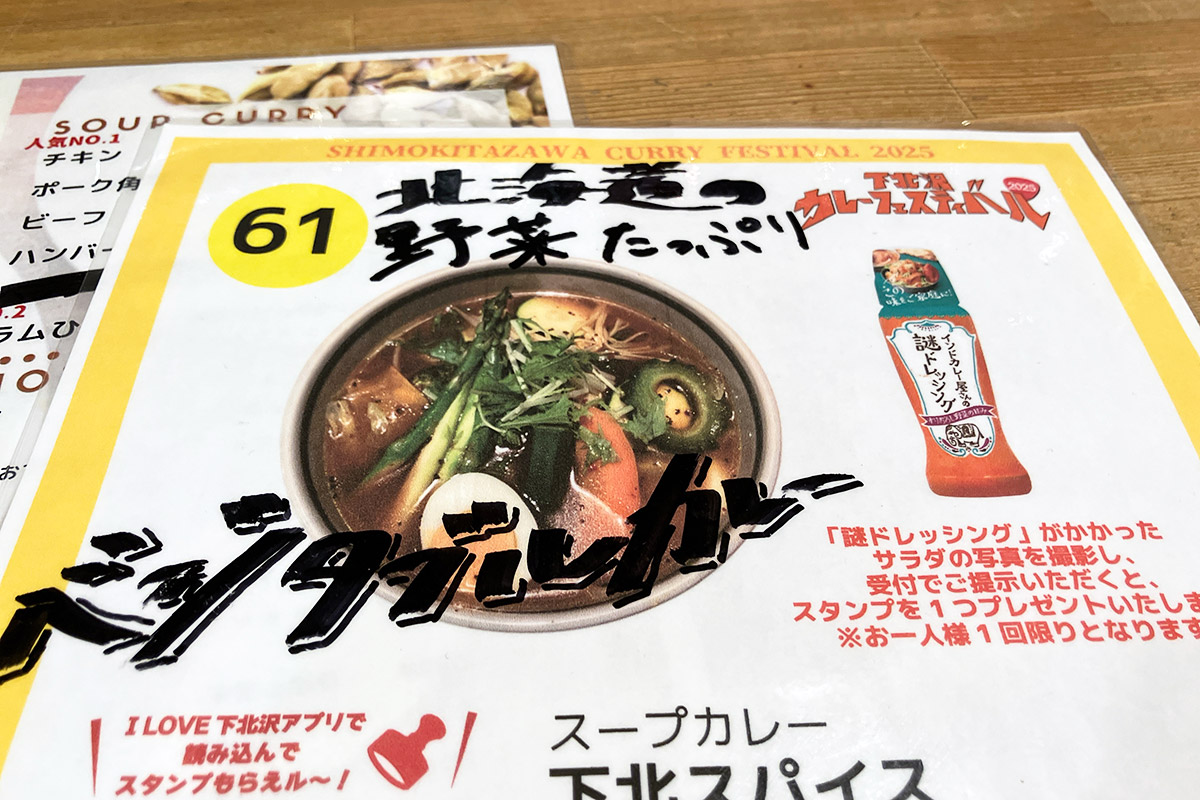 SOUP CURRY
人気NO.1
チキン
ポーク角
ビーフ
ハンバー
ラムひ
SHIMOKITAZAWA CURRY FESTIVAL 2025
61
北海道の
野菜たっぷり
ベジタブルカレー
下北沢
カレーフェスティバル
2025
この
味をご家庭に!
インドカレー屋さんの
謎ドレッシング
「謎ドレッシング」がかかった
サラダの写真を撮影し、
受付でご提示いただくと、
スタンプを1つプレゼントいたしま
※お一人様1回限りとなります
I LOVE 下北沢アプリで
読み込んで
スタンプもらえル〜！
スープカレー
下北スパイス